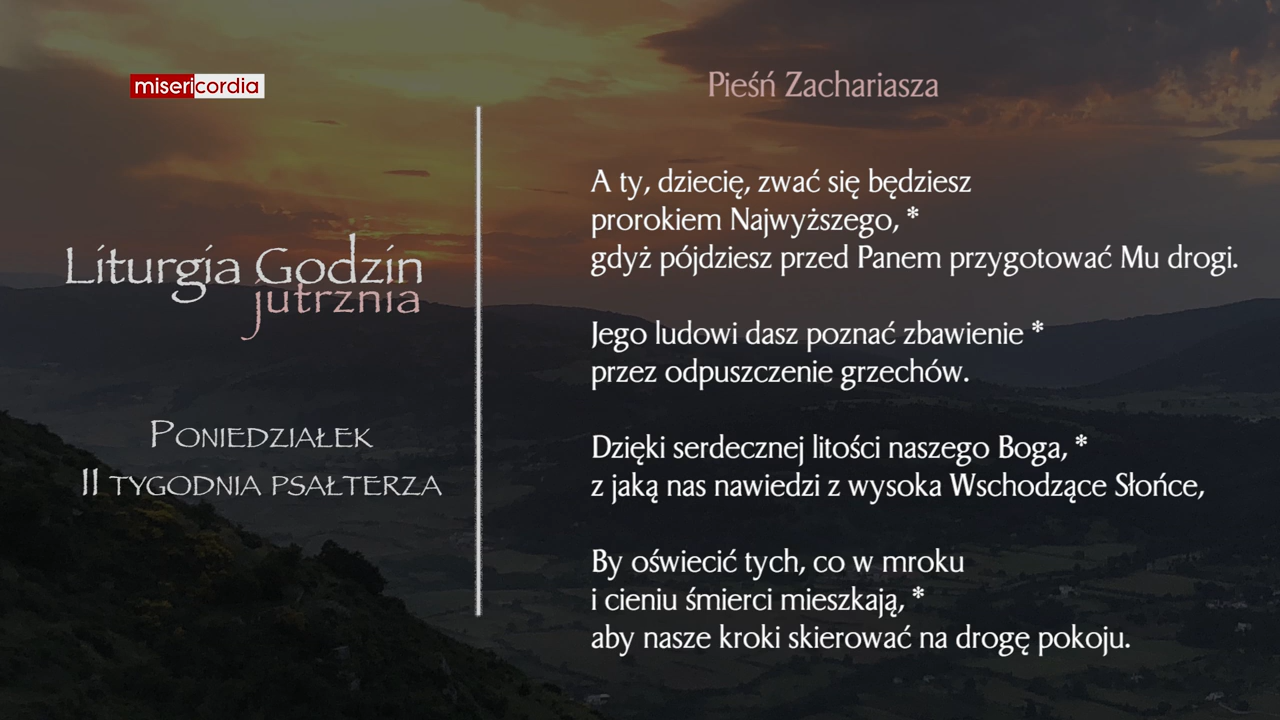 misericordia
Liturgia Godzin
jutrznia
Poniedziałek
II tygodnia psałterza
Pieśń Zachariasza
A ty, dziecię, zwać się będziesz
prorokiem Najwyższego, *
gdyż pójdziesz przed Panem przygotować Mu drogi.
Jego ludowi dasz poznać zbawienie *
przez odpuszczenie grzechów.
Dzięki serdecznej litości naszego Boga, *
z jaką nas nawiedzi z wysoka Wschodzące Słońce,
By oświecić tych, co w mroku
i cieniu śmierci mieszkają, *
aby nasze kroki skierować na drogę pokoju.